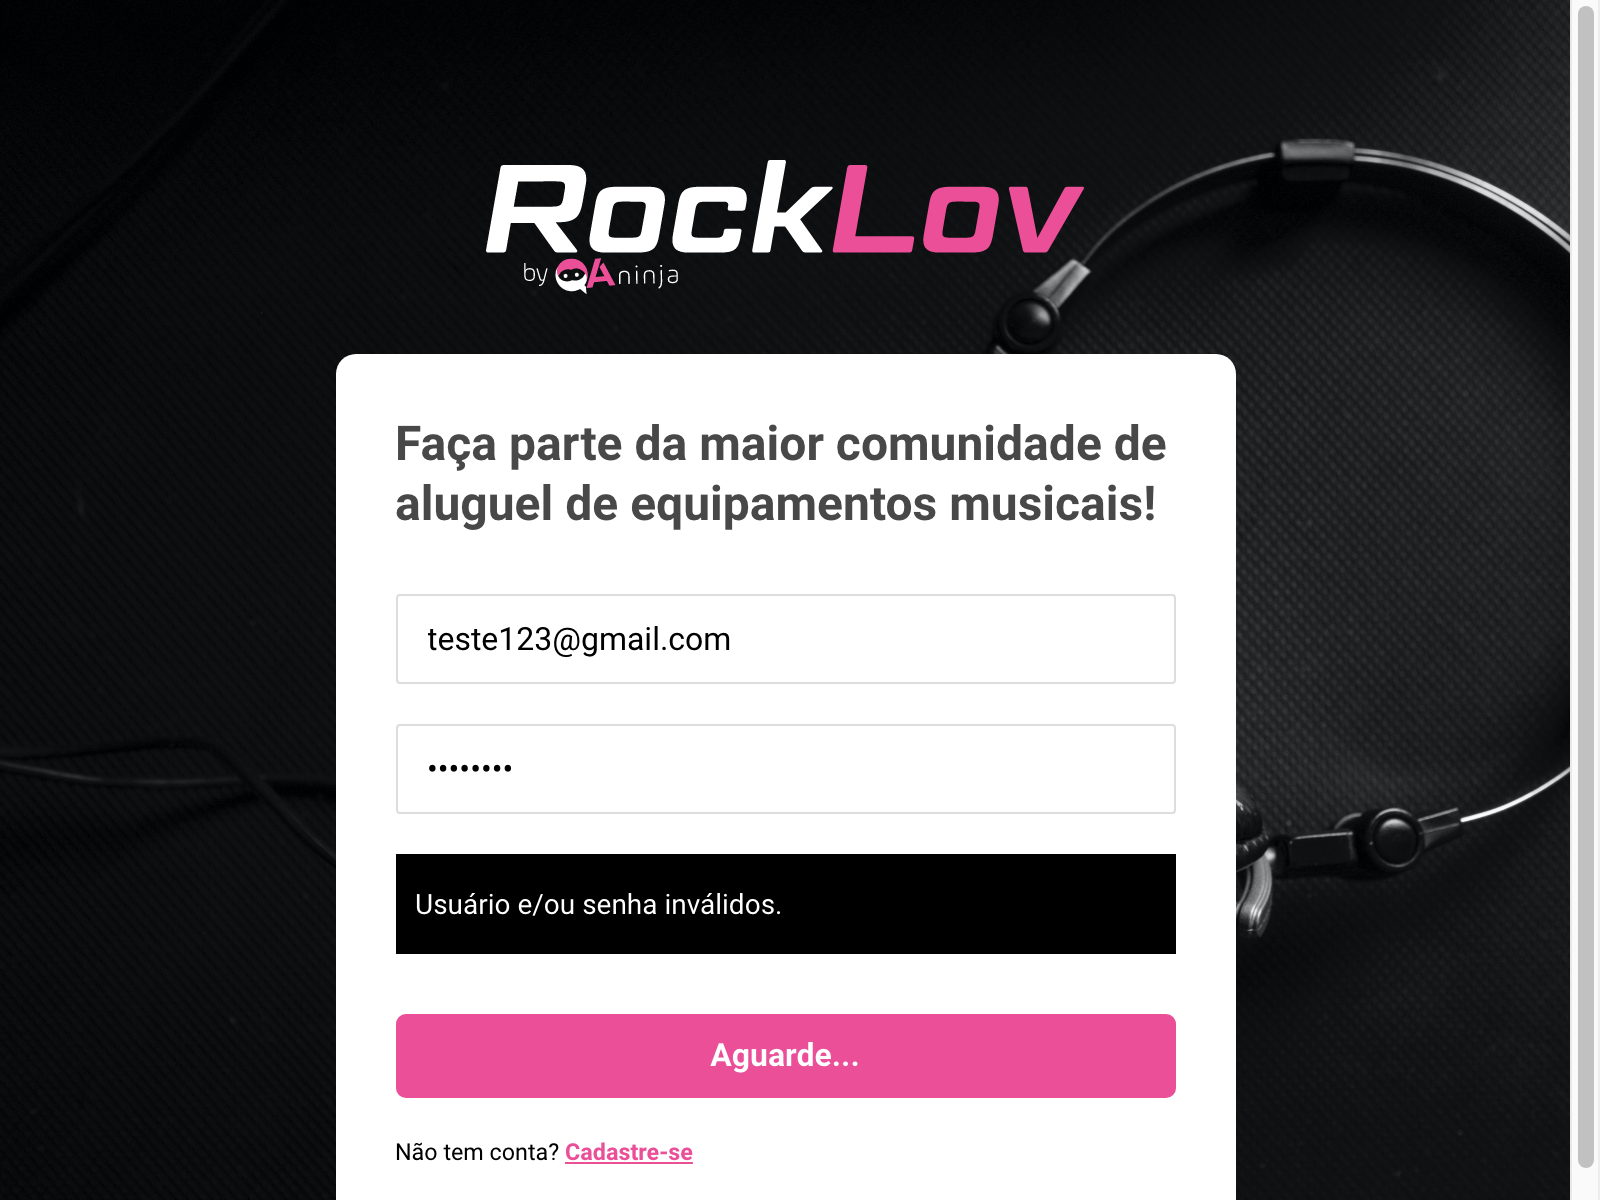 RockLov
by QAninja
Faça parte da maior comunidade de
aluguel de equipamentos musicais!
teste123@gmail.com
••••••••
Usuário e/ou senha inválidos.
Aguarde...
Não tem conta? Cadastre-se